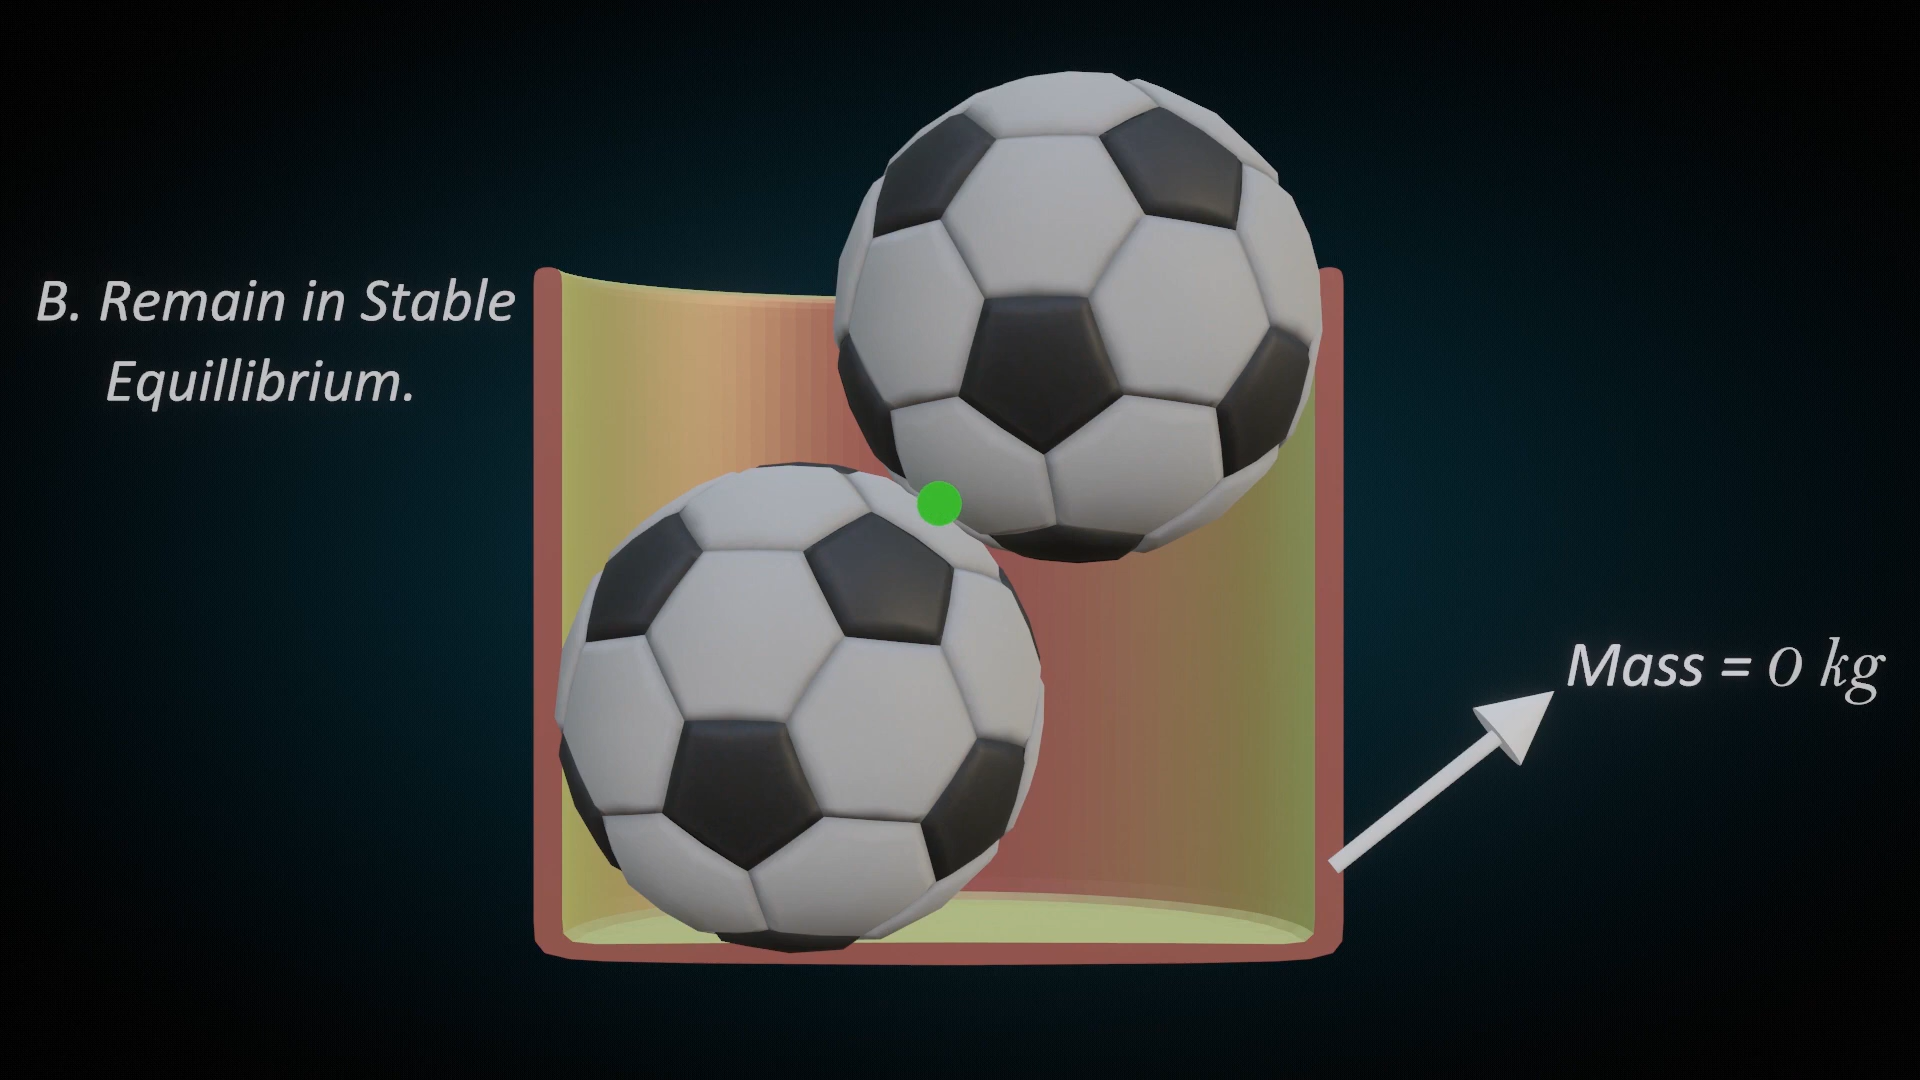 B. Remain in Stable
Equillibrium.
Mass = 0 kg